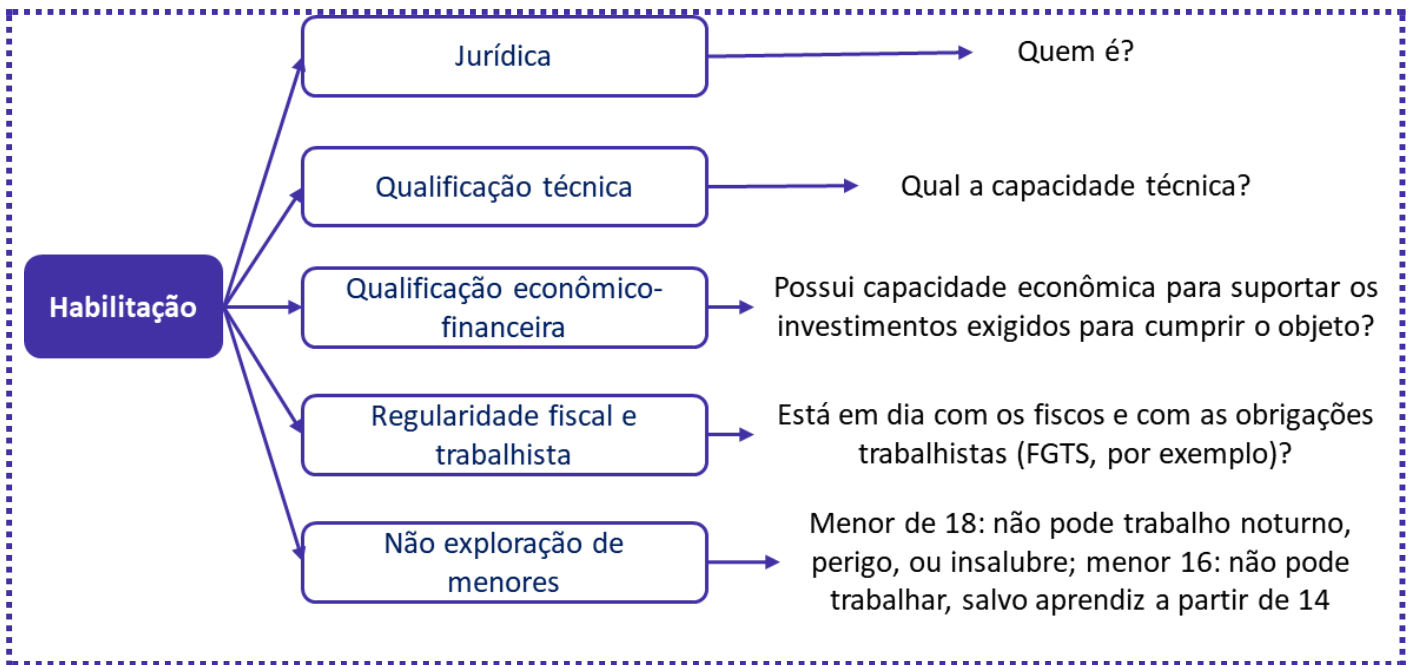 Jurídica
Quem é?
Qualificação técnica
Qual a capacidade técnica?
Habilitação
Qualificação econômico-
financeira
Possui capacidade econômica para suportar os
investimentos exigidos para cumprir o objeto?
Regularidade fiscal e
trabalhista
Está em dia com os fiscos e com as obrigações
trabalhistas (FGTS, por exemplo)?
Não exploração de
menores
Menor de 18: não pode trabalho noturno,
perigo, ou insalubre; menor 16: não pode
trabalhar, salvo aprendiz a partir de 14